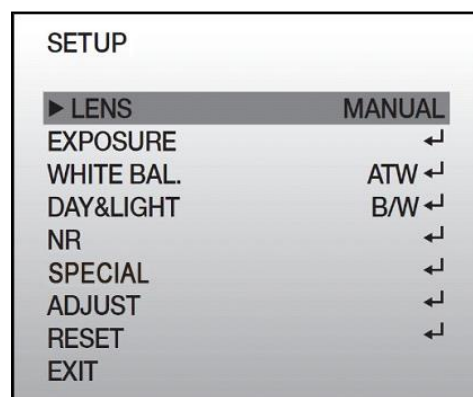 SETUP
► LENS MANUAL
EXPOSURE ↵
WHITE BAL. ATW ↵
DAY&LIGHT B/W ↵
NR ↵
SPECIAL ↵
ADJUST ↵
RESET ↵
EXIT